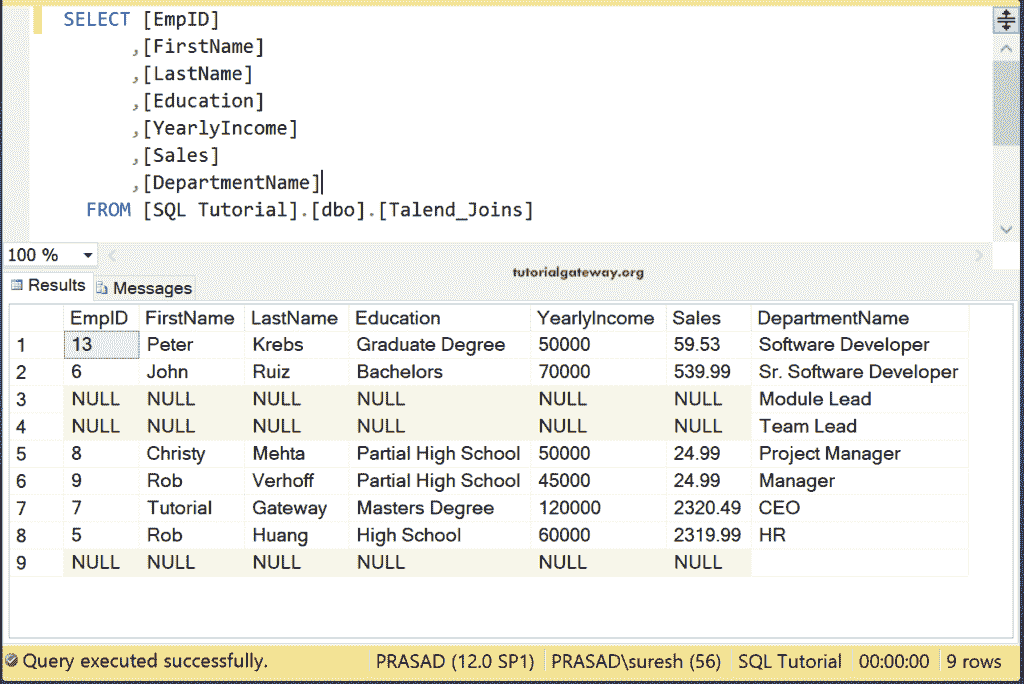 SELECT [EmpID]
,[FirstName]
,[LastName]
,[Education]
,[YearlyIncome]
,[Sales]
,[DepartmentName]
FROM [SQL Tutorial].[dbo].[Talend_Joins]
100 %
tutorialgateway.org
Results Messages
EmpID FirstName LastName Education YearlyIncome Sales DepartmentName
1 13 Peter Krebs Graduate Degree 50000 59.53 Software Developer
2 6 John Ruiz Bachelors 70000 539.99 Sr. Software Developer
3 NULL NULL NULL NULL NULL NULL Module Lead
4 NULL NULL NULL NULL NULL NULL Team Lead
5 8 Christy Mehta Partial High School 50000 24.99 Project Manager
6 9 Rob Verhoff Partial High School 45000 24.99 Manager
7 7 Tutorial Gateway Masters Degree 120000 2320.49 CEO
8 5 Rob Huang High School 60000 2319.99 HR
9 NULL NULL NULL NULL NULL NULL
Query executed successfully. PRASAD (12.0 SP1) PRASAD\suresh (56) SQL Tutorial 00:00:00 9 rows